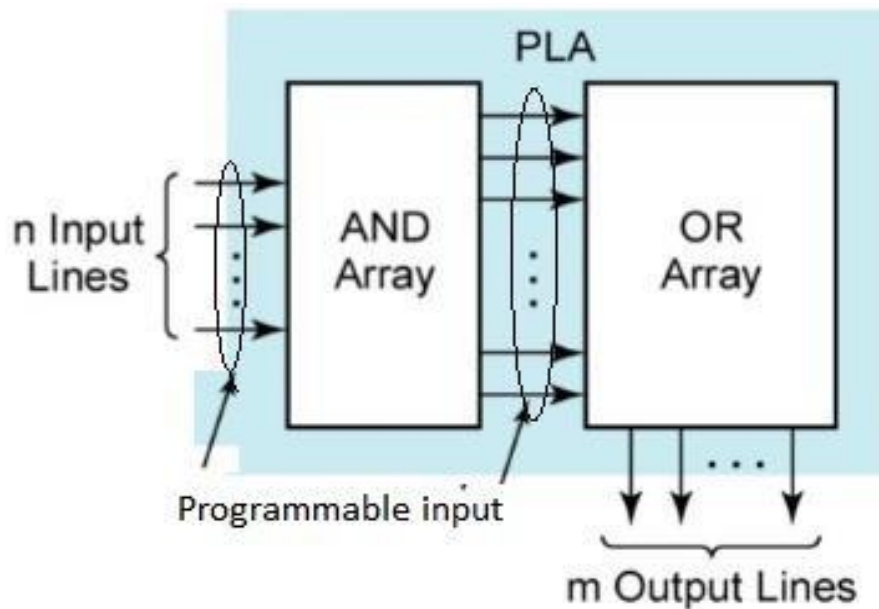 PLA
n Input
Lines
AND
Array
OR
Array
Programmable input
m Output Lines